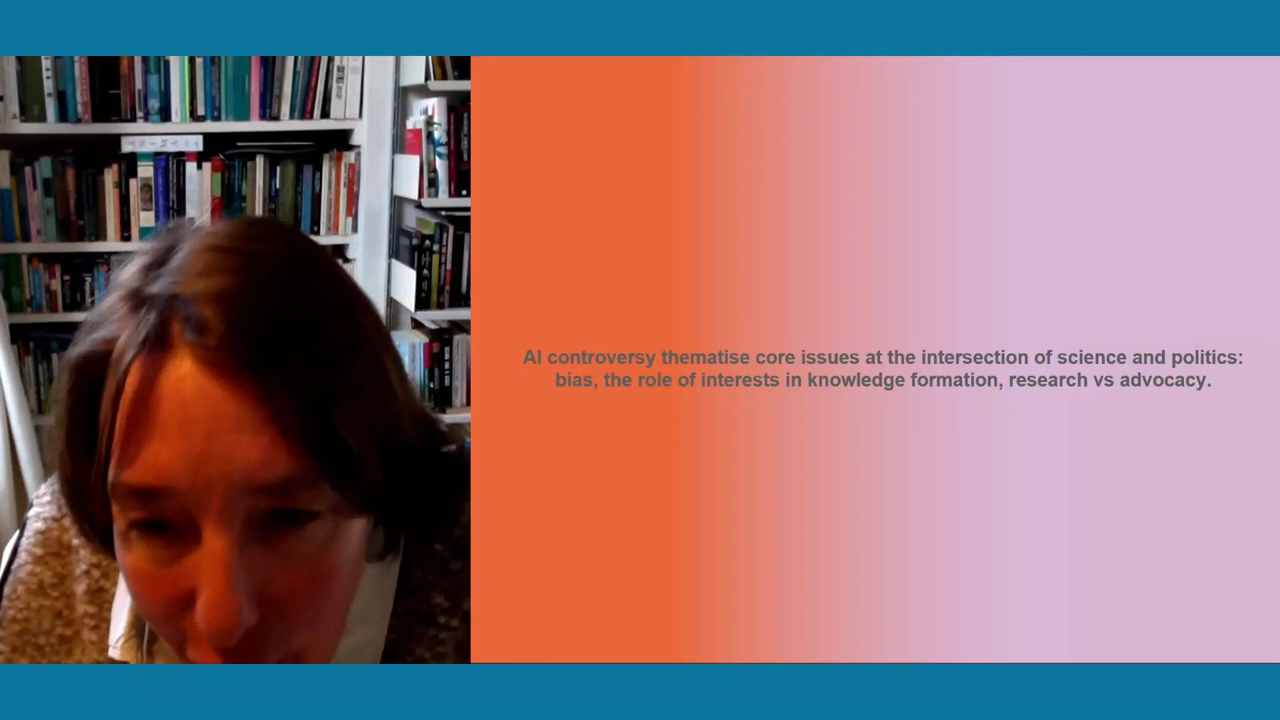 AI controversy thematise core issues at the intersection of science and politics:
bias, the role of interests in knowledge formation, research vs advocacy.